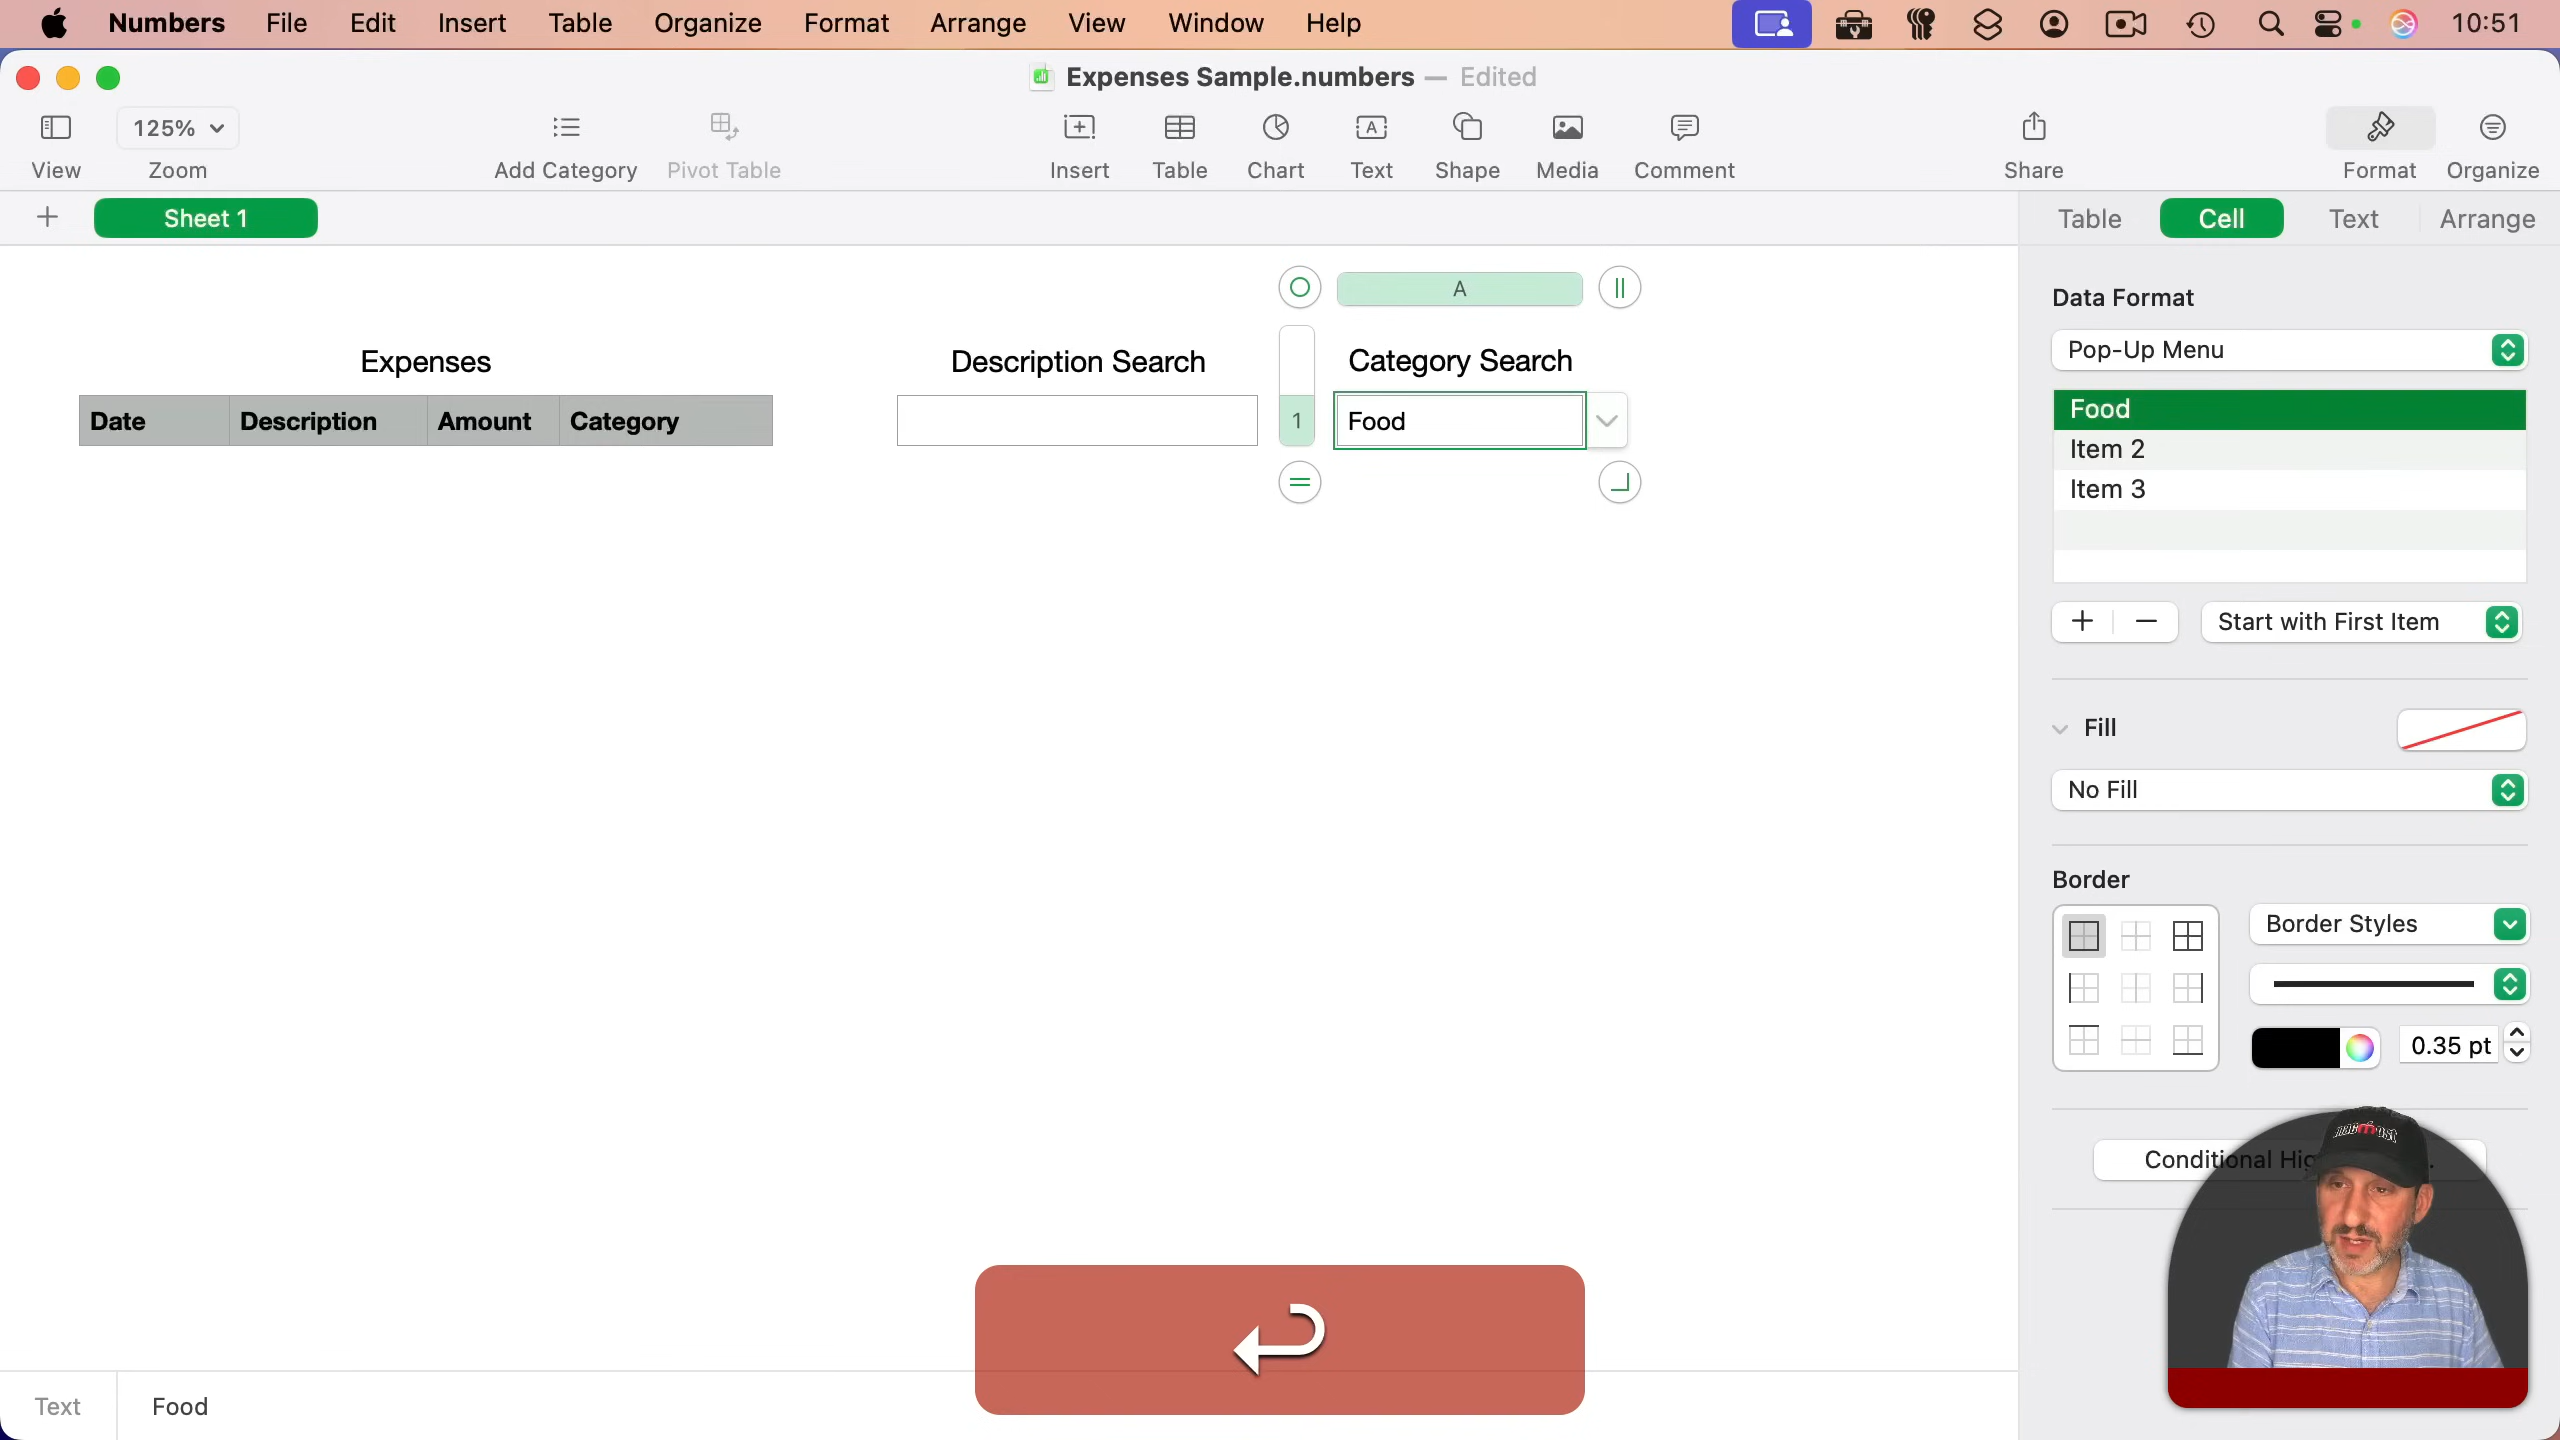 Numbers File Edit Insert Table Organize Format Arrange View Window Help 10:51
Expenses Sample.numbers — Edited
125%
View Zoom Add Category Pivot Table Insert Table Chart Text Shape Media Comment Share Format Organize
Sheet 1
Table Cell Text Arrange
A
Expenses
Date Description Amount Category
Description Search
Category Search
1 Food
Data Format
Pop-Up Menu
Food
Item 2
Item 3
+ − Start with First Item
Fill
No Fill
Border
Border Styles
0.35 pt
Conditional Hig
macmost
Text Food